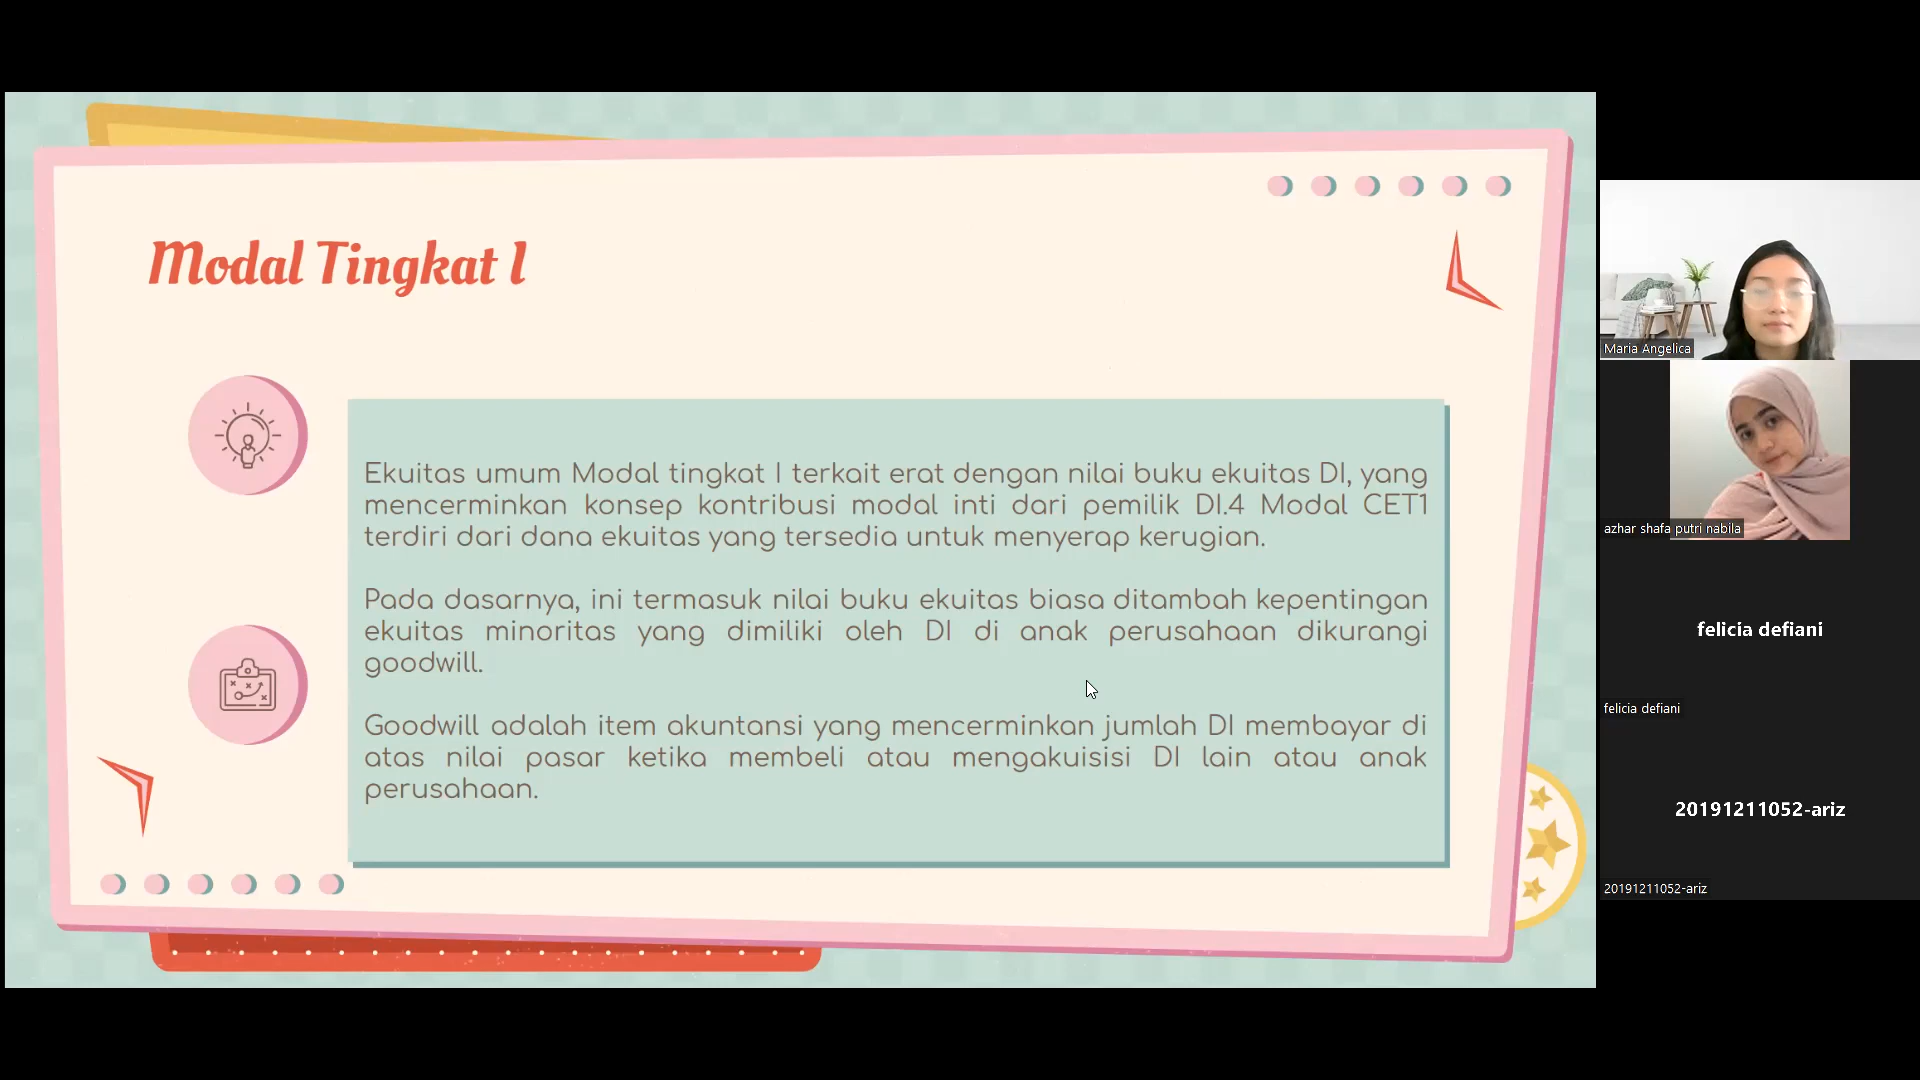 Modal Tingkat I
Ekuitas umum Modal tingkat I terkait erat dengan nilai buku ekuitas DI, yang
mencerminkan konsep kontribusi modal inti dari pemilik DI.4 Modal CET1
terdiri dari dana ekuitas yang tersedia untuk menyerap kerugian.
Pada dasarnya, ini termasuk nilai buku ekuitas biasa ditambah kepentingan
ekuitas minoritas yang dimiliki oleh DI di anak perusahaan dikurangi
goodwill.
Goodwill adalah item akuntansi yang mencerminkan jumlah DI membayar di
atas nilai pasar ketika membeli atau mengakuisisi DI lain atau anak
perusahaan.
Maria Angelica
azhar shafa putri nabila
felicia defiani
felicia defiani
20191211052-ariz
20191211052-ariz